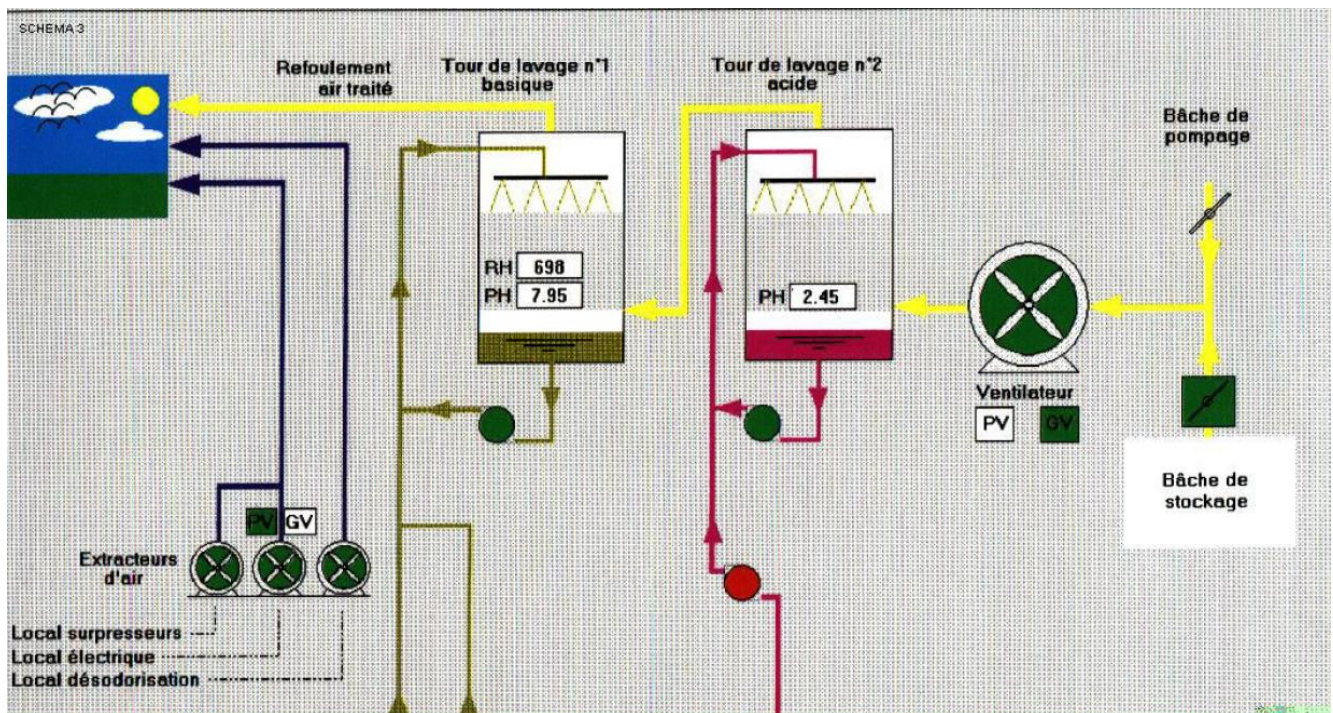 SCHEMA 3
Refoulement
air traité
Tour de lavage n°1
basique
Tour de lavage n°2
acide
Bâche de
pompage
RH 698
PH 7.95
PH 2.45
Ventilateur
PV GV
Bâche de
stockage
PV GV
Extracteurs
d'air
Local surpresseurs
Local électrique
Local désodorisation